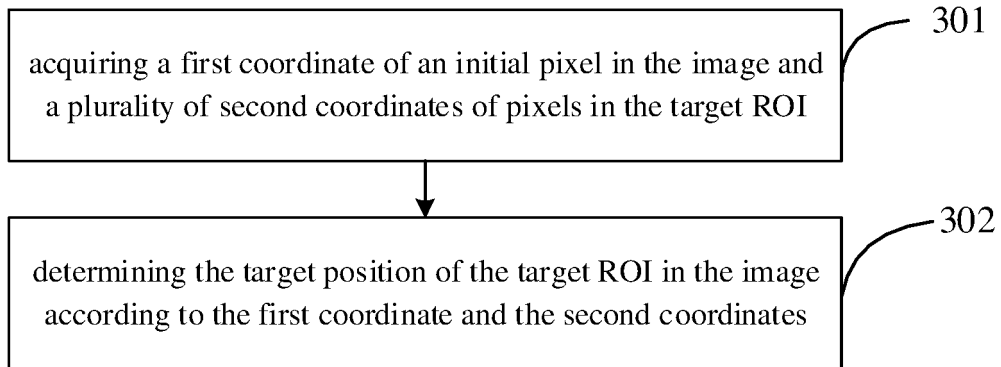 301
acquiring a first coordinate of an initial pixel in the image and
a plurality of second coordinates of pixels in the target ROI
302
determining the target position of the target ROI in the image
according to the first coordinate and the second coordinates